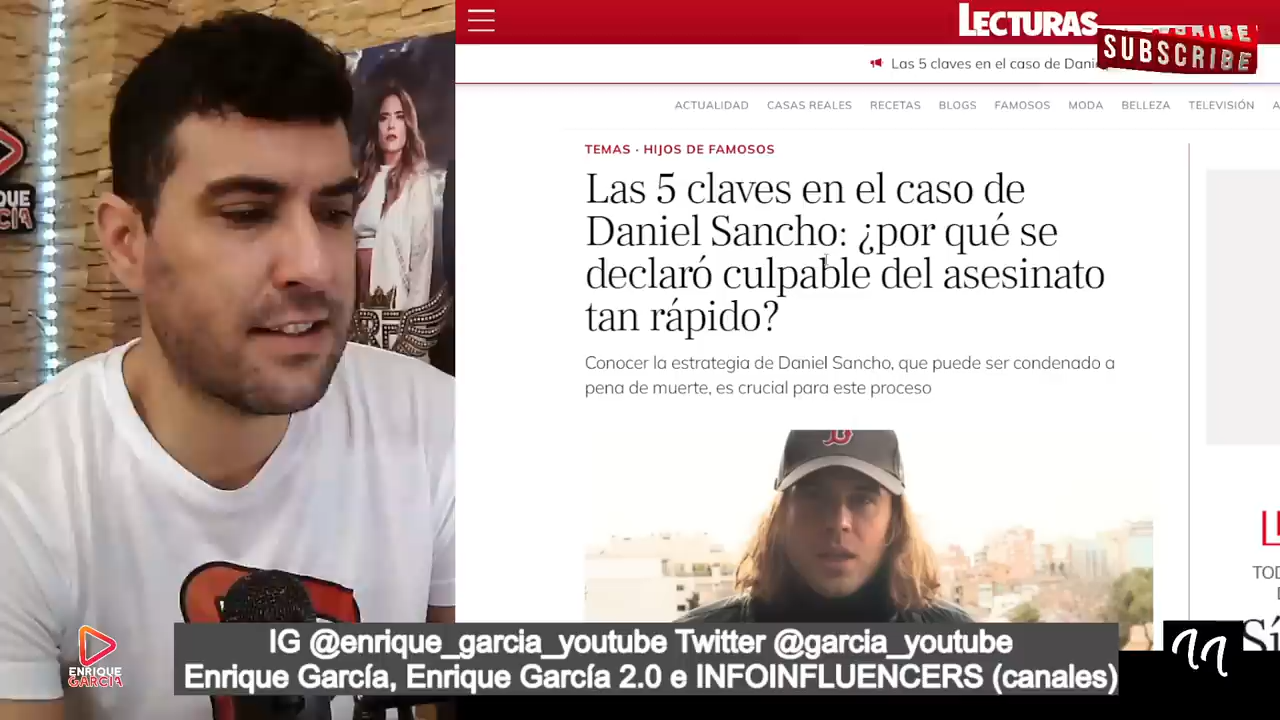 LECTURAS
SUBSCRIBE
Las 5 claves en el caso de
ACTUALIDAD CASAS REALES RECETAS BLOGS FAMOSOS MODA BELLEZA TELEVISIÓN
TEMAS · HIJOS DE FAMOSOS
Las 5 claves en el caso de
Daniel Sancho: ¿por qué se
declaró culpable del asesinato
tan rápido?
Conocer la estrategia de Daniel Sancho, que puede ser condenado a
pena de muerte, es crucial para este proceso
B
IG @enrique_garcia_youtube Twitter @garcia_youtube
Enrique García, Enrique García 2.0 e INFOINFLUENCERS (canales)
ENRIQUE
GARCÍA